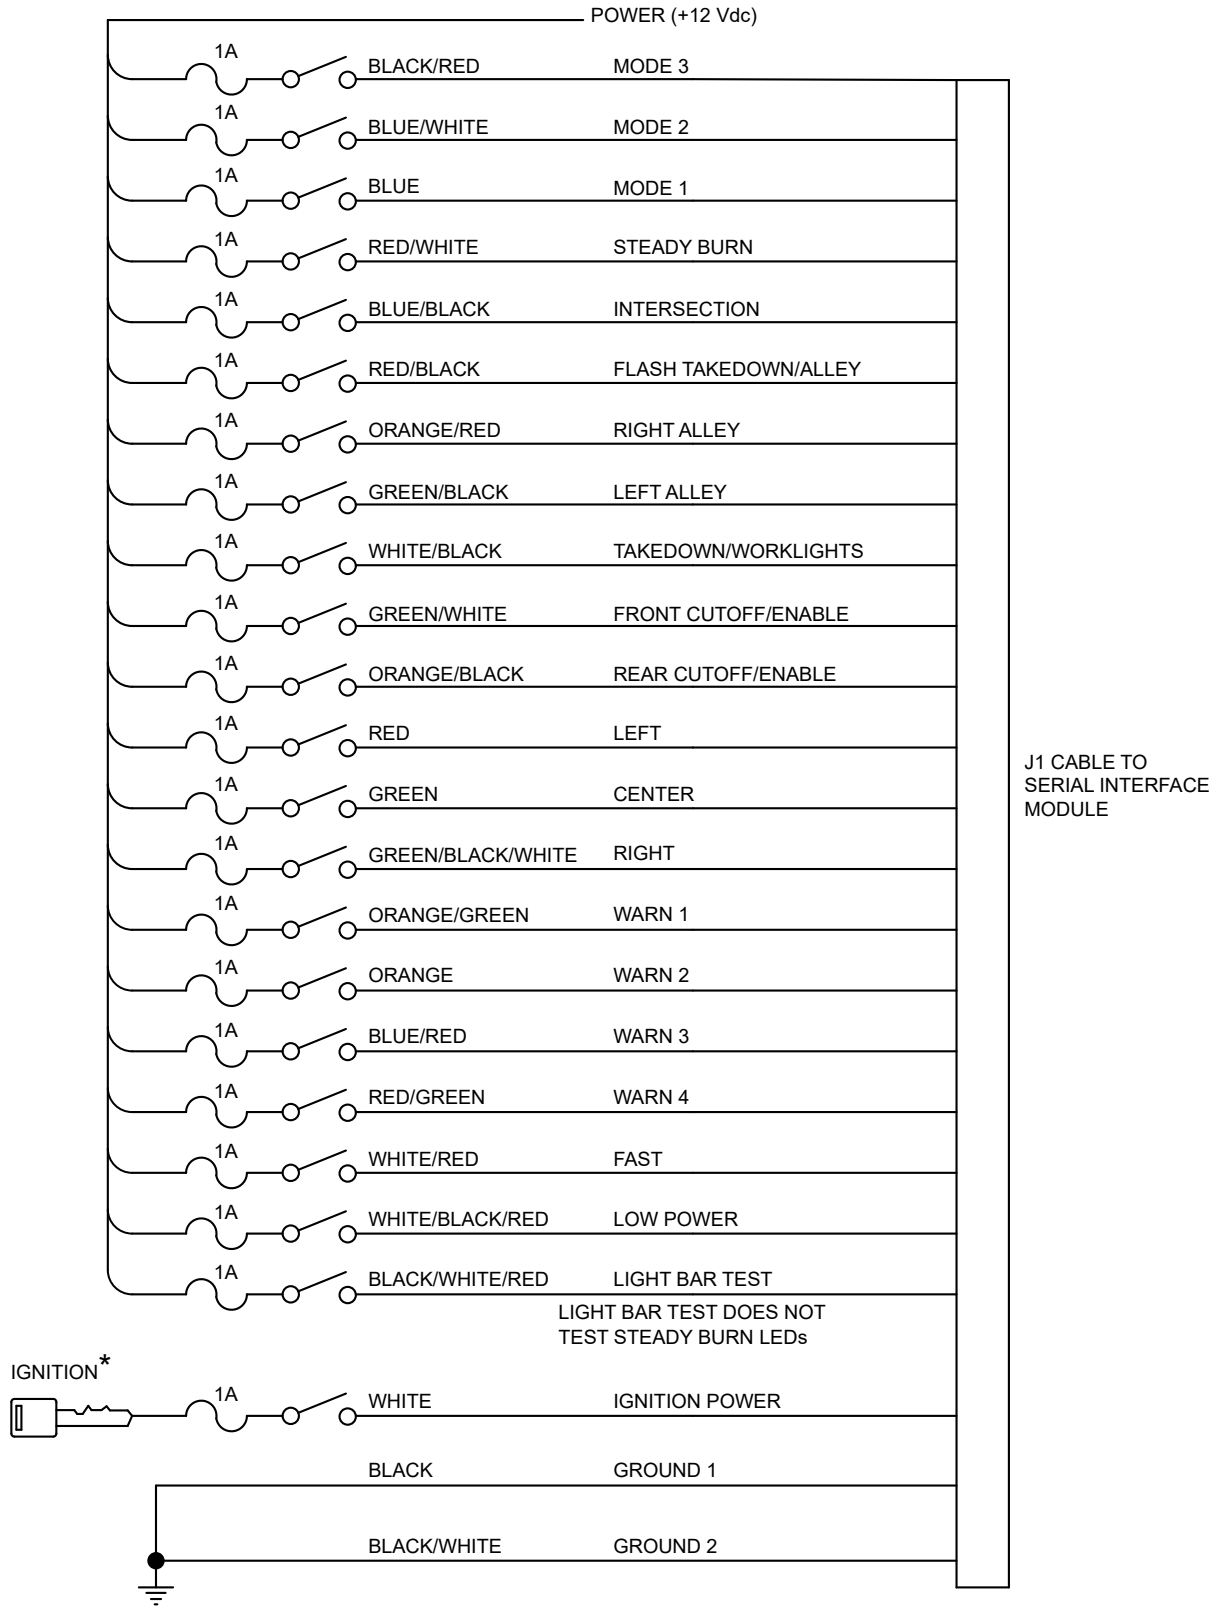 POWER (+12 Vdc)
1A BLACK/RED MODE 3
1A BLUE/WHITE MODE 2
1A BLUE MODE 1
1A RED/WHITE STEADY BURN
1A BLUE/BLACK INTERSECTION
1A RED/BLACK FLASH TAKEDOWN/ALLEY
1A ORANGE/RED RIGHT ALLEY
1A GREEN/BLACK LEFT ALLEY
1A WHITE/BLACK TAKEDOWN/WORKLIGHTS
1A GREEN/WHITE FRONT CUTOFF/ENABLE
1A ORANGE/BLACK REAR CUTOFF/ENABLE
1A RED LEFT
1A GREEN CENTER
1A GREEN/BLACK/WHITE RIGHT
1A ORANGE/GREEN WARN 1
1A ORANGE WARN 2
1A BLUE/RED WARN 3
1A RED/GREEN WARN 4
1A WHITE/RED FAST
1A WHITE/BLACK/RED LOW POWER
1A BLACK/WHITE/RED LIGHT BAR TEST
LIGHT BAR TEST DOES NOT
TEST STEADY BURN LEDs
IGNITION*
1A WHITE IGNITION POWER
BLACK GROUND 1
BLACK/WHITE GROUND 2
J1 CABLE TO
SERIAL INTERFACE
MODULE